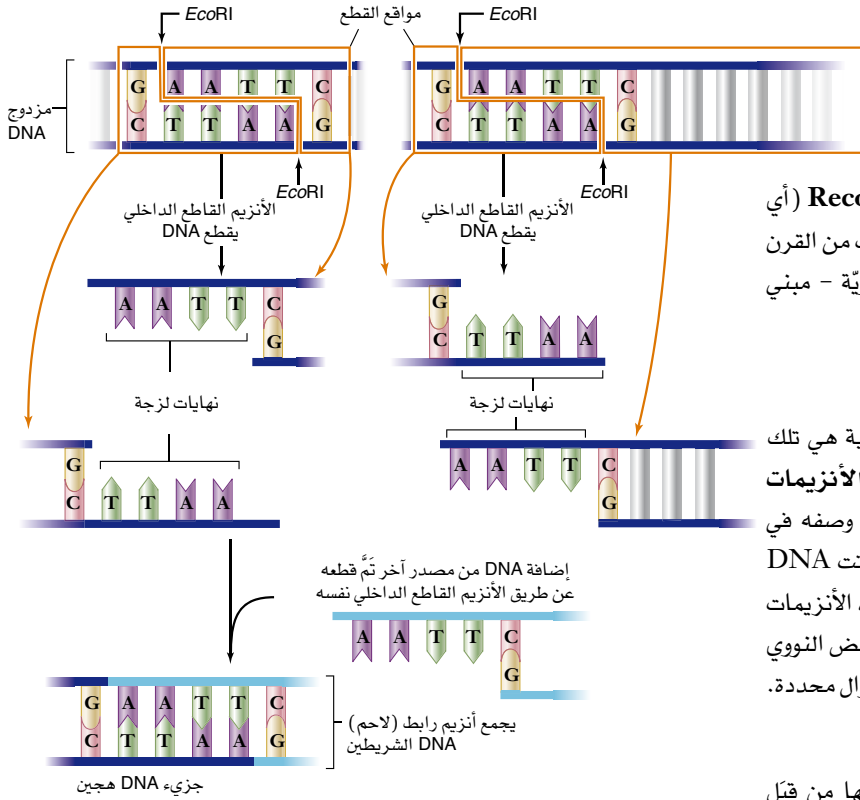 EcoRI
مواقع القطع
EcoRI
G A A T T C
C T T A A G
G A A T T C
C T T A A G
مزدوج
DNA
EcoRI
EcoRI
الأنزيم القاطع الداخلي
يقطع DNA
الأنزيم القاطع الداخلي
يقطع DNA
A A T T C
G
G
C T T A A
نهايات لزجة
نهايات لزجة
G
C T T A A
A A T T C
G
إضافة DNA من مصدر آخر تَمَّ قطعه
عن طريق الأنزيم القاطع الداخلي نفسه
A A T T C
G
G A A T T C
C T T A A G
يجمع أنزيم رابط (لاحم)
DNA الشريطين
جزيء DNA هجين
Reco (أي
من القرن
يّة – مبني
ية هي تلك
الأنزيمات
وصفه في
DNA
الأنزيمات
النووي
محددة.
ها من قبَل